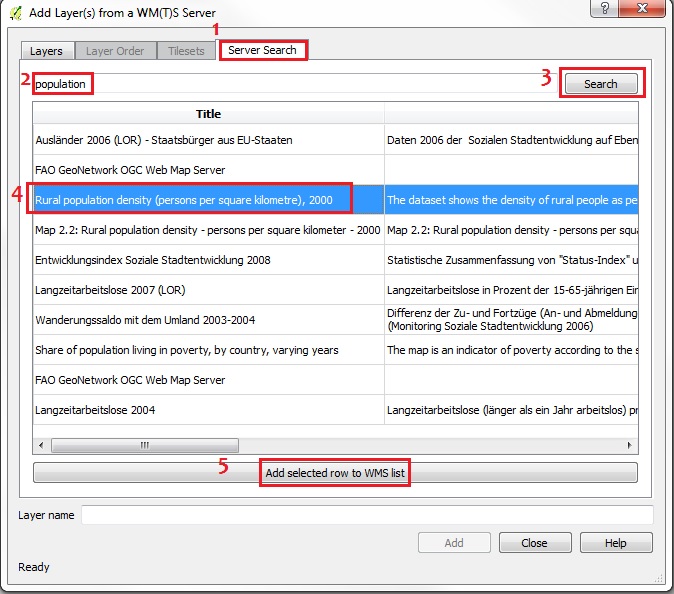 Add Layer(s) from a WM(T)S Server
?
1
Layers Layer Order Tilesets Server Search
2 population 3 Search
Title
Ausländer 2006 (LOR) - Staatsbürger aus EU-Staaten Daten 2006 der Sozialen Stadtentwicklung auf Eben
FAO GeoNetwork OGC Web Map Server
4 Rural population density (persons per square kilometre), 2000 The dataset shows the density of rural people as pe
Map 2.2: Rural population density - persons per square kilometer - 2000 Map 2.2: Rural population density - persons per squa
Entwicklungsindex Soziale Stadtentwicklung 2008 Statistische Zusammenfassung von "Status-Index" u
Langzeitarbeitslose 2007 (LOR) Langzeitarbeitslose in Prozent der 15-65-jährigen Ein
Wanderungssaldo mit dem Umland 2003-2004 Differenz der Zu- und Fortzüge (An- und Abmeldung
(Monitoring Soziale Stadtentwicklung 2006)
Share of population living in poverty, by country, varying years The map is an indicator of poverty according to the s
FAO GeoNetwork OGC Web Map Server
Langzeitarbeitslose 2004 Langzeitarbeitslose (länger als ein Jahr arbeitslos) pr
5 Add selected row to WMS list
Layer name
Add Close Help
Ready